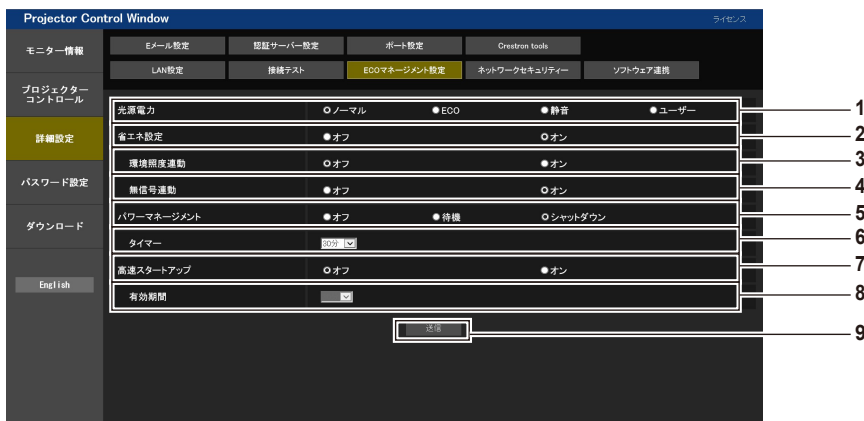 Projector Control Window
ライセンス
モニター情報
プロジェクター
コントロール
詳細設定
パスワード設定
ダウンロード
English
Eメール設定 認証サーバー設定 ポート設定 Crestron tools
LAN設定 接続テスト ECOマネージメント設定 ネットワークセキュリティー ソフトウェア連携
光源電力 ノーマル ECO 静音 ユーザー 1
省エネ設定 オフ オン 2
環境照度連動 オフ オン 3
無信号連動 オフ オン 4
パワーマネージメント オフ 待機 シャットダウン 5
タイマー 30分 6
高速スタートアップ オフ オン 7
有効期間 8
送信 9